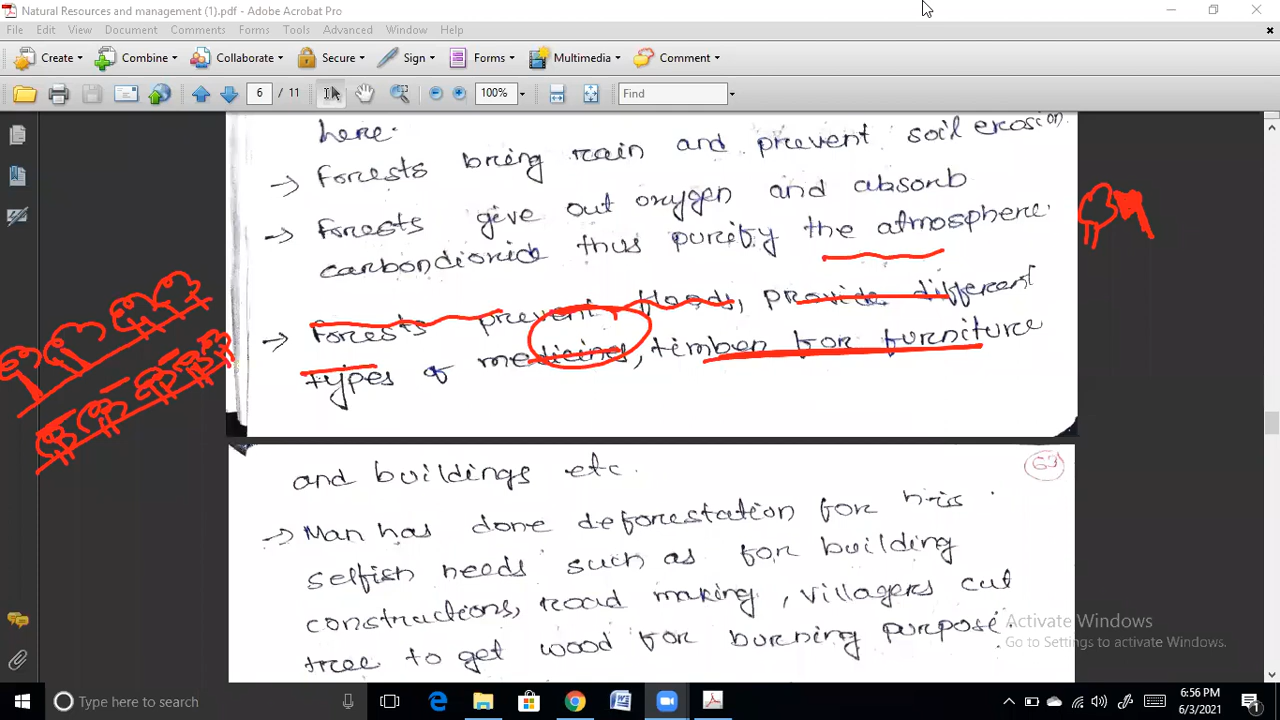 Natural Resources and management (1).pdf - Adobe Acrobat Pro
File Edit View Document Comments Forms Tools Advanced Window Help
Create Combine Collaborate Secure Sign Forms Multimedia Comment
6 / 11 100% Find
here.
→ Forests bring rain and prevent soil erosion.
→ Forests give out oxygen and absorb
carbondioxide thus purify the atmosphere.
→ Forests prevent floods, provide different
types of medicines, timber for furniture
and buildings etc. 63
→ Man has done deforestation for his
selfish needs such as for building
constructions, road making, villagers cut
tree to get wood for burning purpose.
Activate Windows
Go to Settings to activate Windows.
Type here to search
6:56 PM
6/3/2021